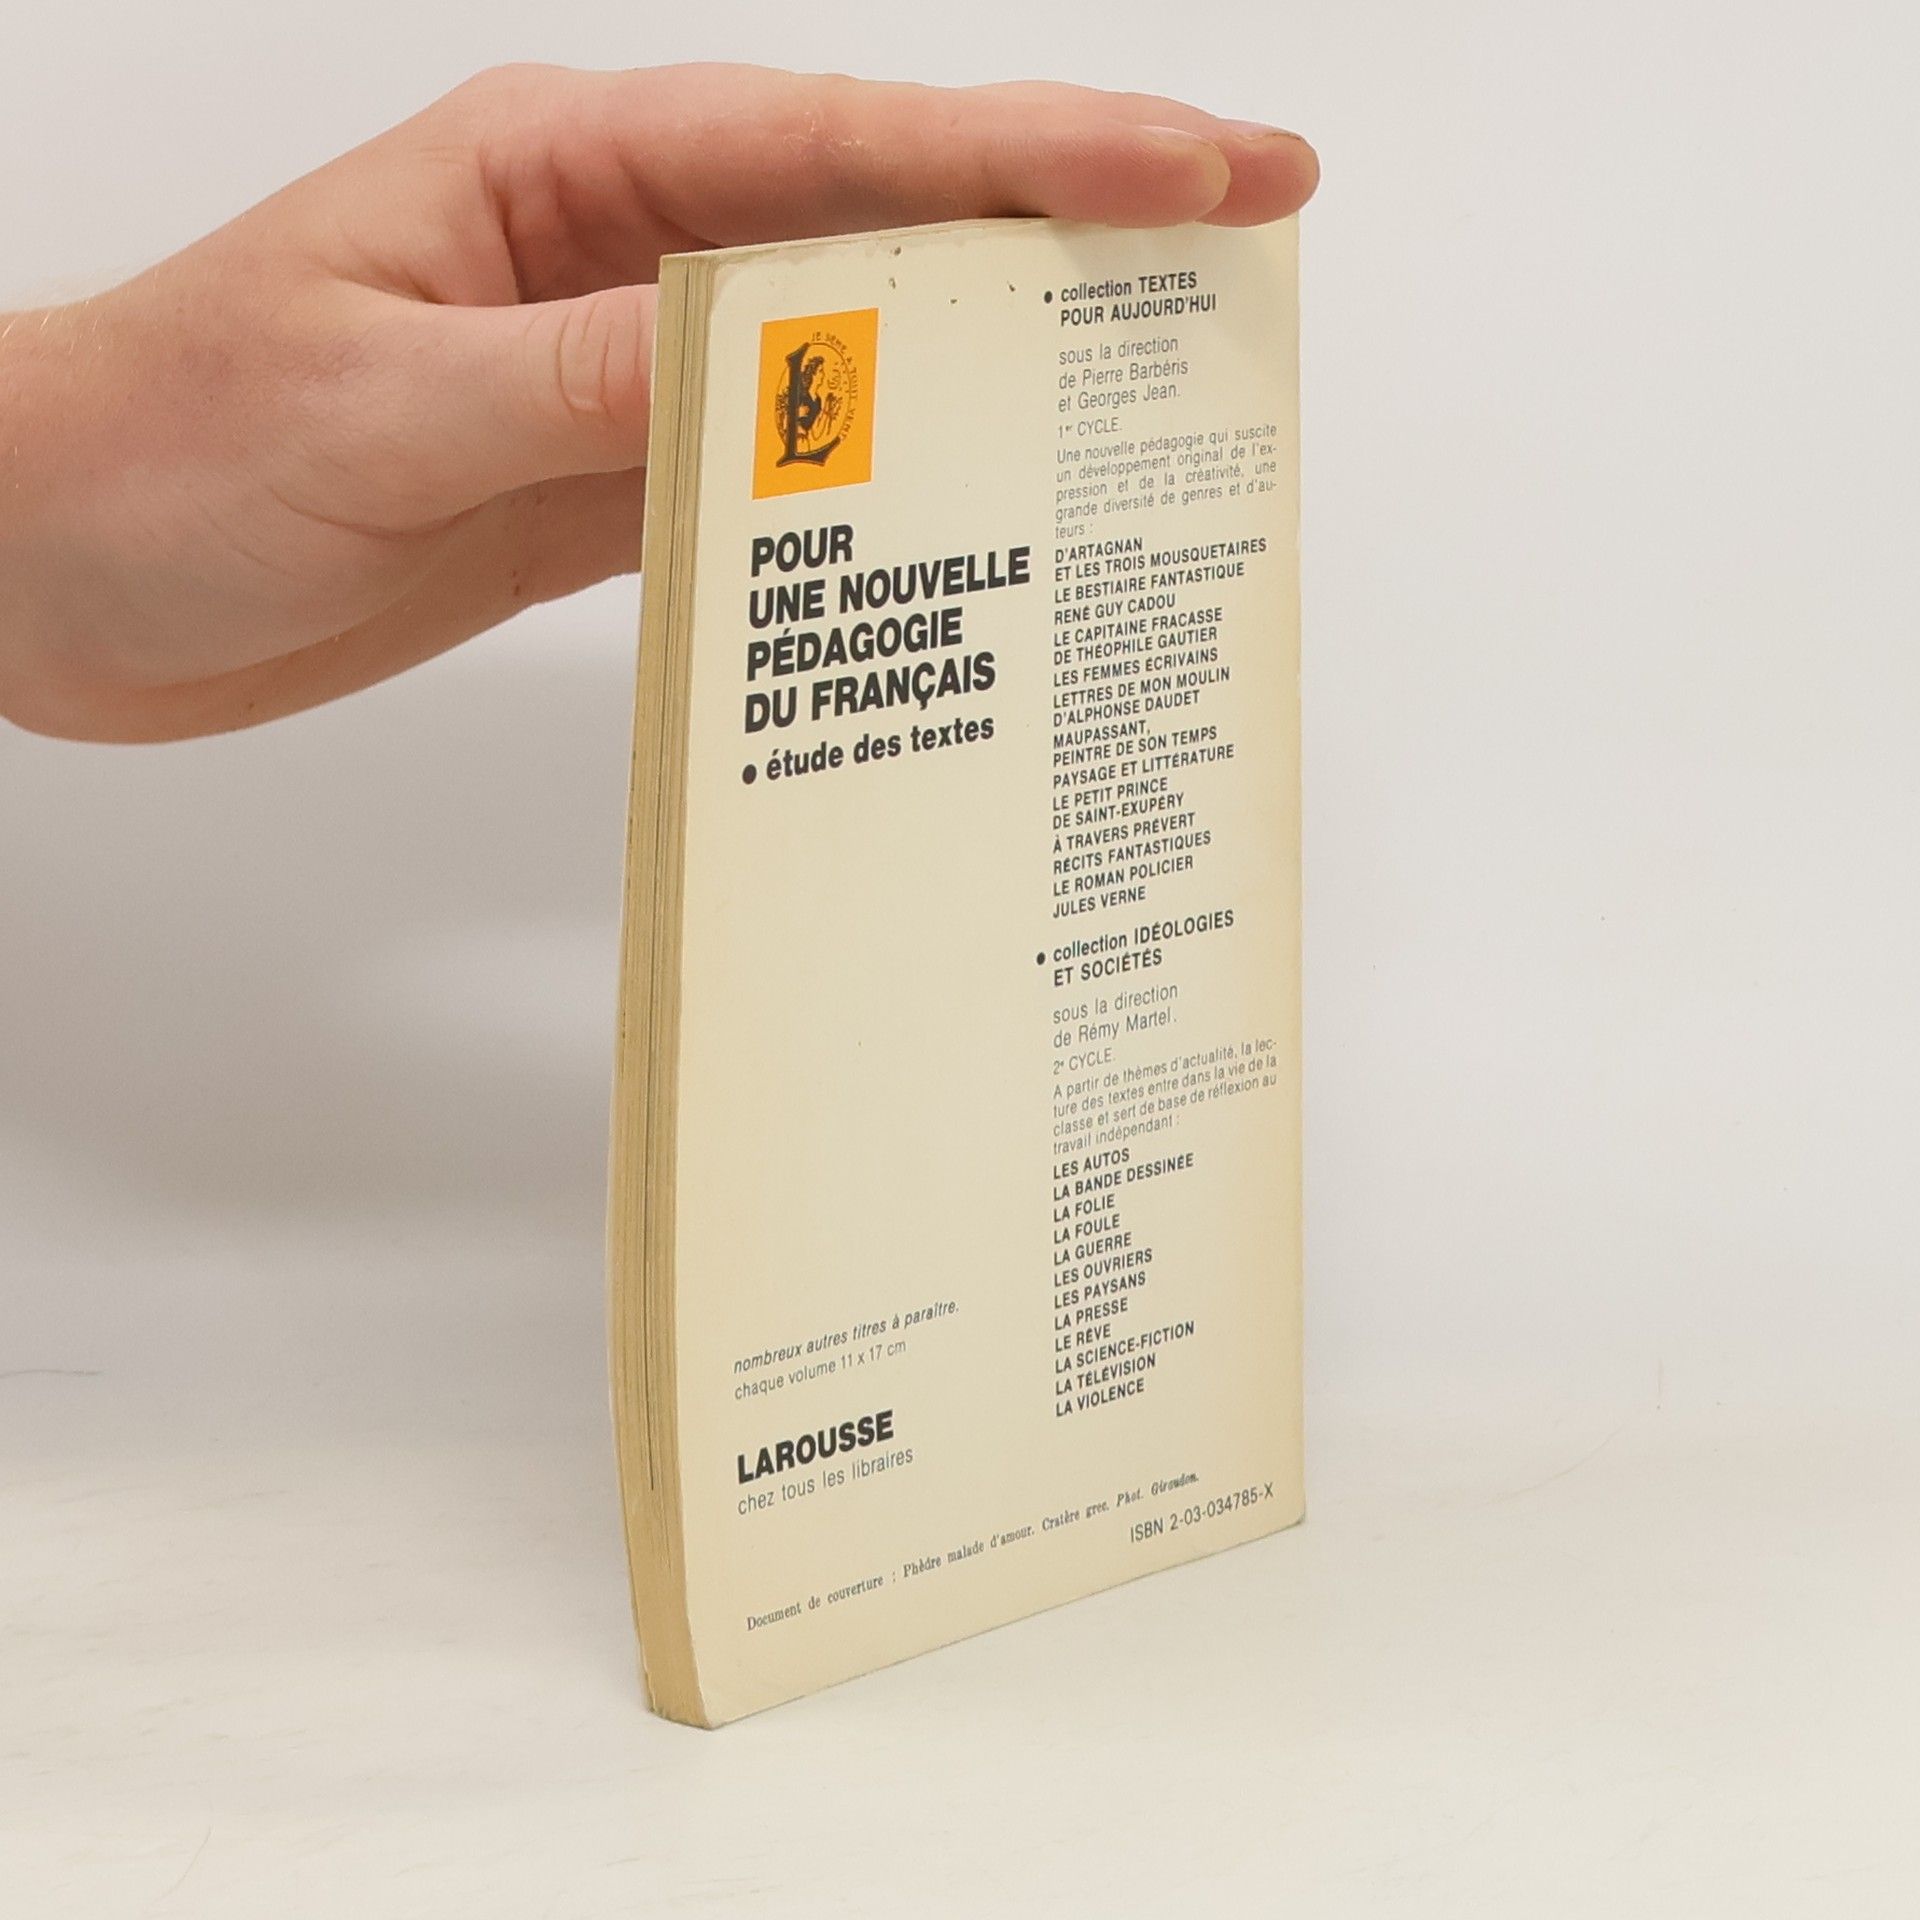 JE SÈME À TOUT VENT
POUR
UNE NOUVELLE
PÉDAGOGIE
DU FRANÇAIS
● étude des textes
nombreux autres titres à paraître.
chaque volume 11 x 17 cm
LAROUSSE
chez tous les libraires
● collection TEXTES
POUR AUJOURD'HUI
sous la direction
de Pierre Barbéris
et Georges Jean.
1er CYCLE.
Une nouvelle pédagogie qui suscite
un développement original de l'ex-
pression et de la créativité, une
grande diversité de genres et d'au-
teurs :
D'ARTAGNAN
ET LES TROIS MOUSQUETAIRES
LE BESTIAIRE FANTASTIQUE
RENÉ GUY CADOU
LE CAPITAINE FRACASSE
DE THÉOPHILE GAUTIER
LES FEMMES ÉCRIVAINS
LETTRES DE MON MOULIN
D'ALPHONSE DAUDET
MAUPASSANT,
PEINTRE DE SON TEMPS
PAYSAGE ET LITTÉRATURE
LE PETIT PRINCE
DE SAINT-EXUPÉRY
À TRAVERS PRÉVERT
RÉCITS FANTASTIQUES
LE ROMAN POLICIER
JULES VERNE
● collection IDÉOLOGIES
ET SOCIÉTÉS
sous la direction
de Rémy Martel.
2e CYCLE.
A partir de thèmes d'actualité, la lec-
ture des textes entre dans la vie de la
classe et sert de base de réflexion au
travail indépendant :
LES AUTOS
LA BANDE DESSINÉE
LA FOLIE
LA FOULE
LA GUERRE
LES OUVRIERS
LES PAYSANS
LA PRESSE
LE RÊVE
LA SCIENCE-FICTION
LA TÉLÉVISION
LA VIOLENCE
Document de couverture : Phèdre malade d'amour. Cratère grec. Phot. Giraudon.
ISBN 2-03-034785-X